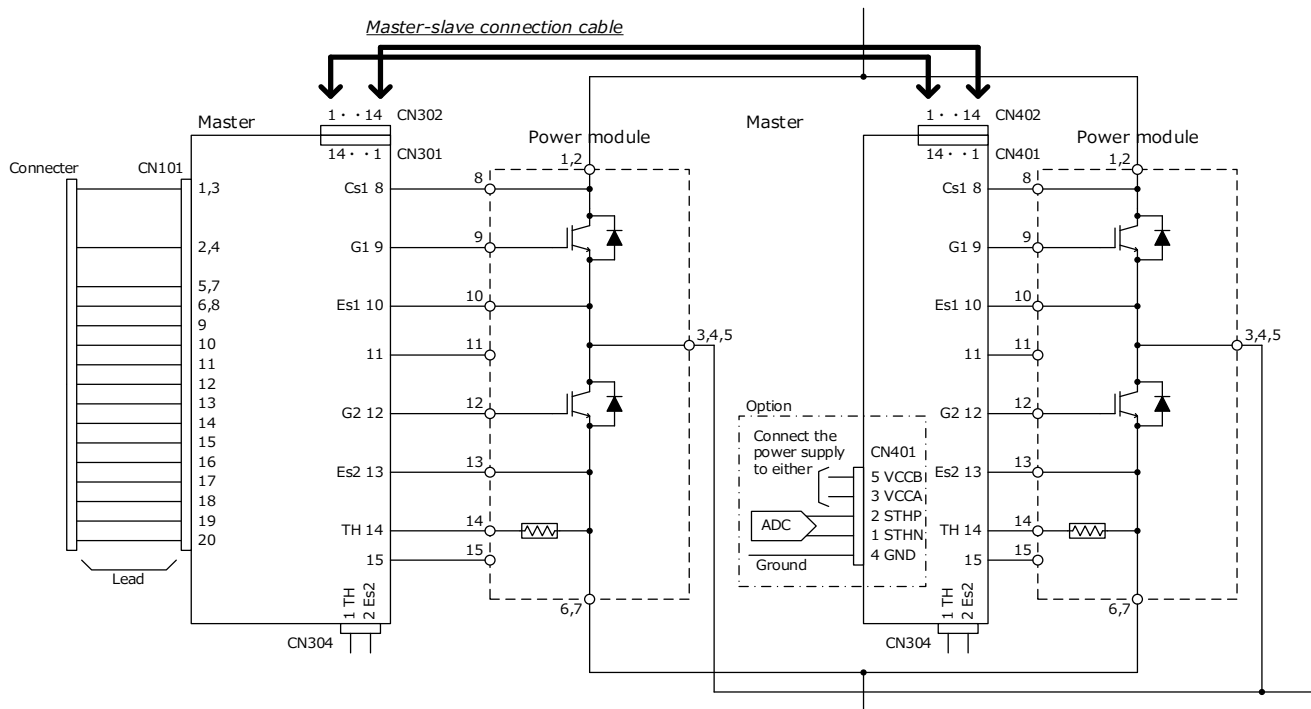 Master-slave connection cable
1・・14 CN302
1・・14 CN402
Master
Master
Power module
Power module
14・・1 CN301
14・・1 CN401
Connecter
CN101
1,2
1,2
1,3
Cs1 8
8
Cs1 8
8
2,4
G1 9
9
G1 9
9
5,7
6,8
Es1 10
10
Es1 10
10
9
10
3,4,5
3,4,5
11
11
11
11
11
12
13
G2 12
12
G2 12
12
14
15
16
17
18
19
20
Es2 13
13
Es2 13
13
TH 14
14
TH 14
14
15
15
15
15
Option
Connect the
power supply
to either
CN401
5 VCCB
3 VCCA
2 STHP
1 STHN
4 GND
ADC
Ground
Lead
1 TH
2 Es2
1 TH
2 Es2
6,7
6,7
CN304
CN304